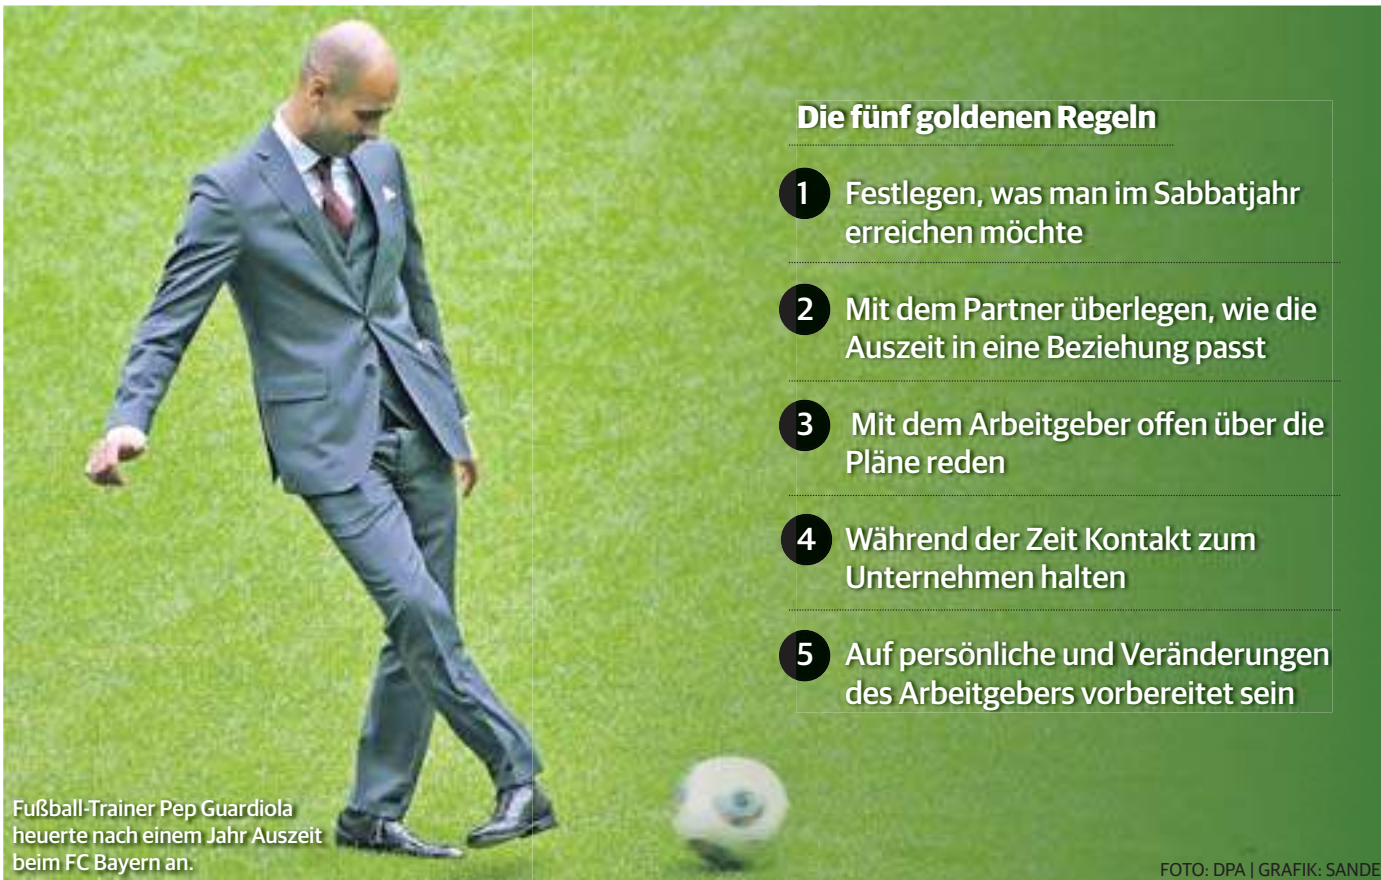 Die fünf goldenen Regeln
1 Festlegen, was man im Sabbatjahr
erreichen möchte
2 Mit dem Partner überlegen, wie die
Auszeit in eine Beziehung passt
3 Mit dem Arbeitgeber offen über die
Pläne reden
4 Während der Zeit Kontakt zum
Unternehmen halten
5 Auf persönliche und Veränderungen
des Arbeitgebers vorbereitet sein
Fußball-Trainer Pep Guardiola
heuerte nach einem Jahr Auszeit
beim FC Bayern an.
FOTO: DPA | GRAFIK: SANDE